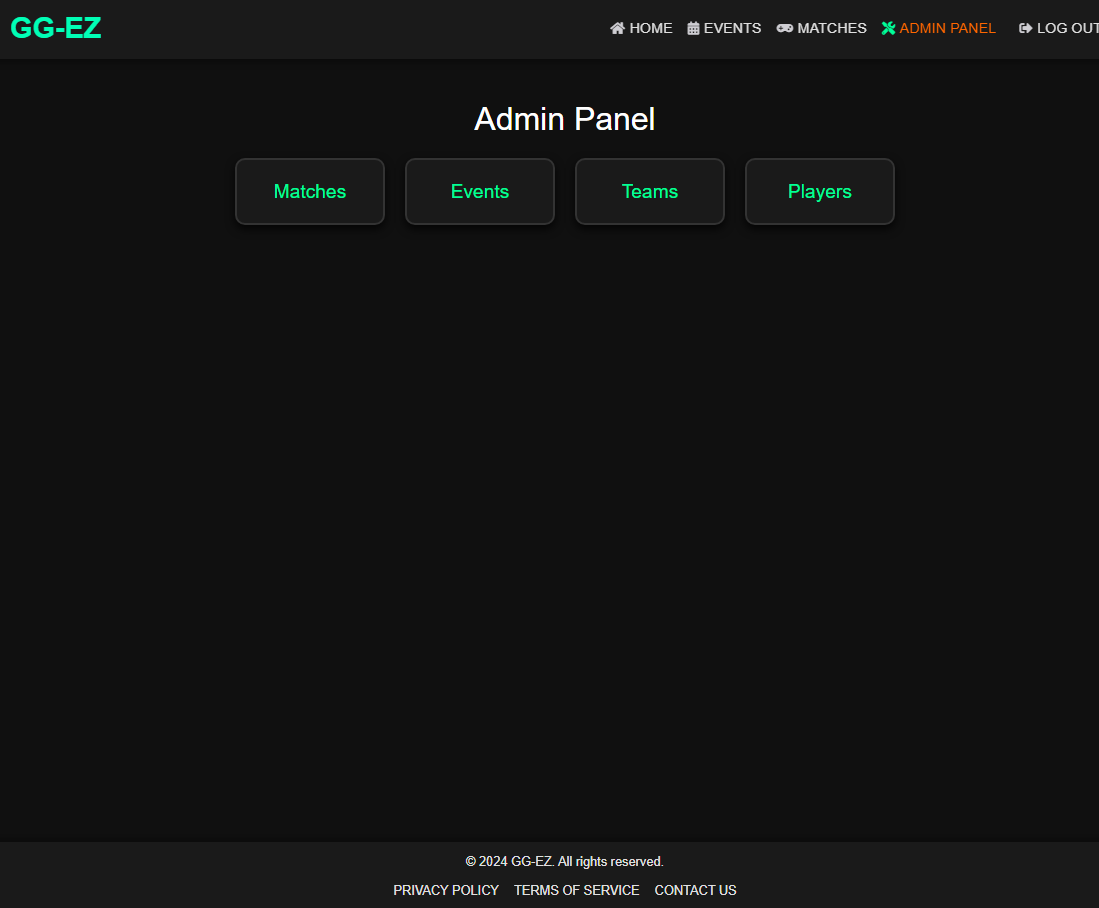 GG-EZ HOME EVENTS MATCHES ADMIN PANEL LOG OUT
Admin Panel
Matches Events Teams Players
© 2024 GG-EZ. All rights reserved.
PRIVACY POLICY TERMS OF SERVICE CONTACT US